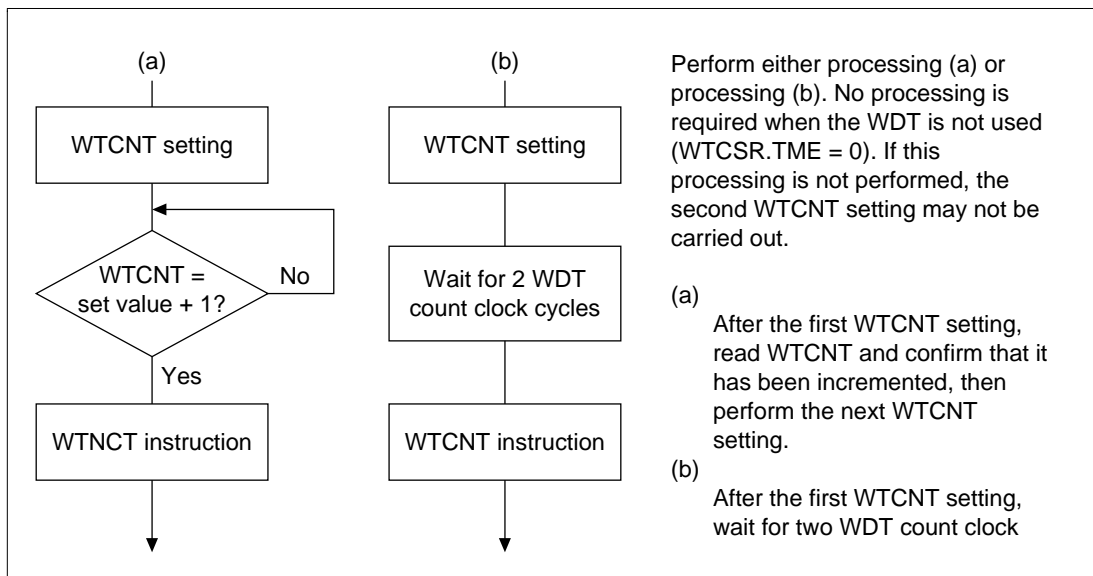 (a)
WTCNT setting
WTCNT =
set value + 1?
No
Yes
WTNCT instruction
(b)
WTCNT setting
Wait for 2 WDT
count clock cycles
WTCNT instruction
Perform either processing (a) or
processing (b). No processing is
required when the WDT is not used
(WTCSR.TME = 0). If this
processing is not performed, the
second WTCNT setting may not be
carried out.
(a)
After the first WTCNT setting,
read WTCNT and confirm that it
has been incremented, then
perform the next WTCNT
setting.
(b)
After the first WTCNT setting,
wait for two WDT count clock